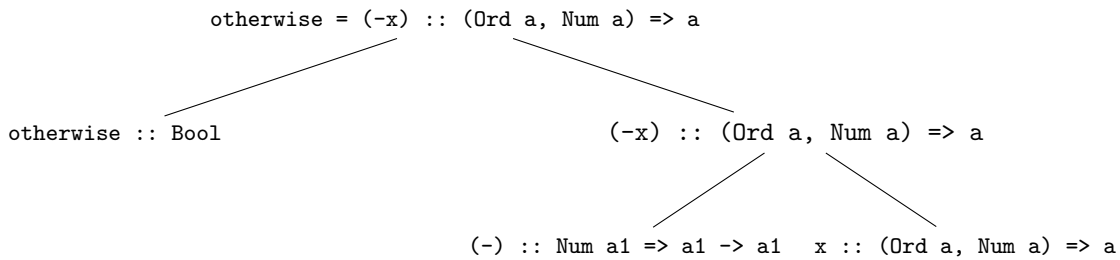 otherwise = (-x) :: (Ord a, Num a) => a
otherwise :: Bool
(-x) :: (Ord a, Num a) => a
(-) :: Num a1 => a1 -> a1
x :: (Ord a, Num a) => a